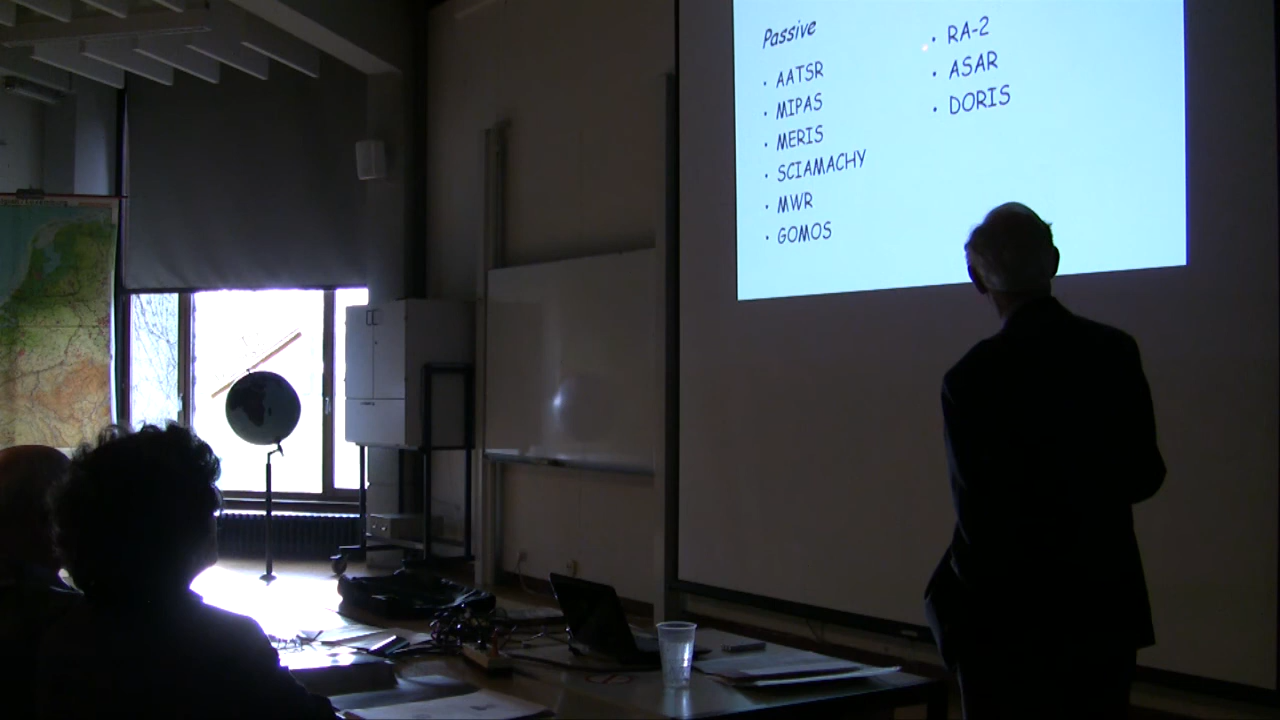 Passive
• AATSR
• MIPAS
• MERIS
• SCIAMACHY
• MWR
• GOMOS
• RA-2
• ASAR
• DORIS